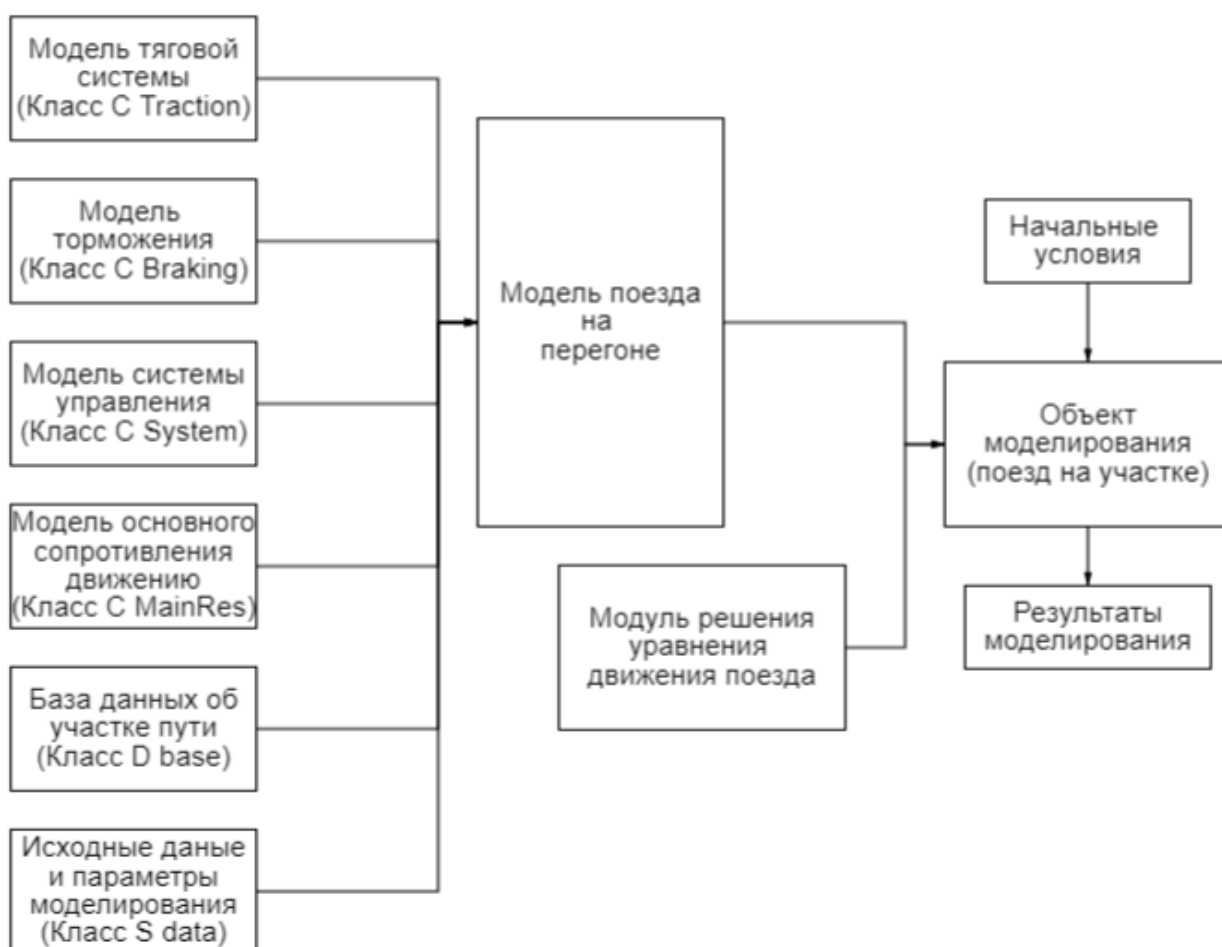 Модель тяговой
системы
(Класс C Traction)
Модель
торможения
(Класс C Braking)
Модель системы
управления
(Класс C System)
Модель основного
сопротивления
движению
(Класс C MainRes)
База данных об
участке пути
(Класс D base)
Исходные даные
и параметры
моделирования
(Класс S data)
Модель поезда
на
перегоне
Модуль решения
уравнения
движения поезда
Начальные
условия
Объект
моделирования
(поезд на участке)
Результаты
моделирования